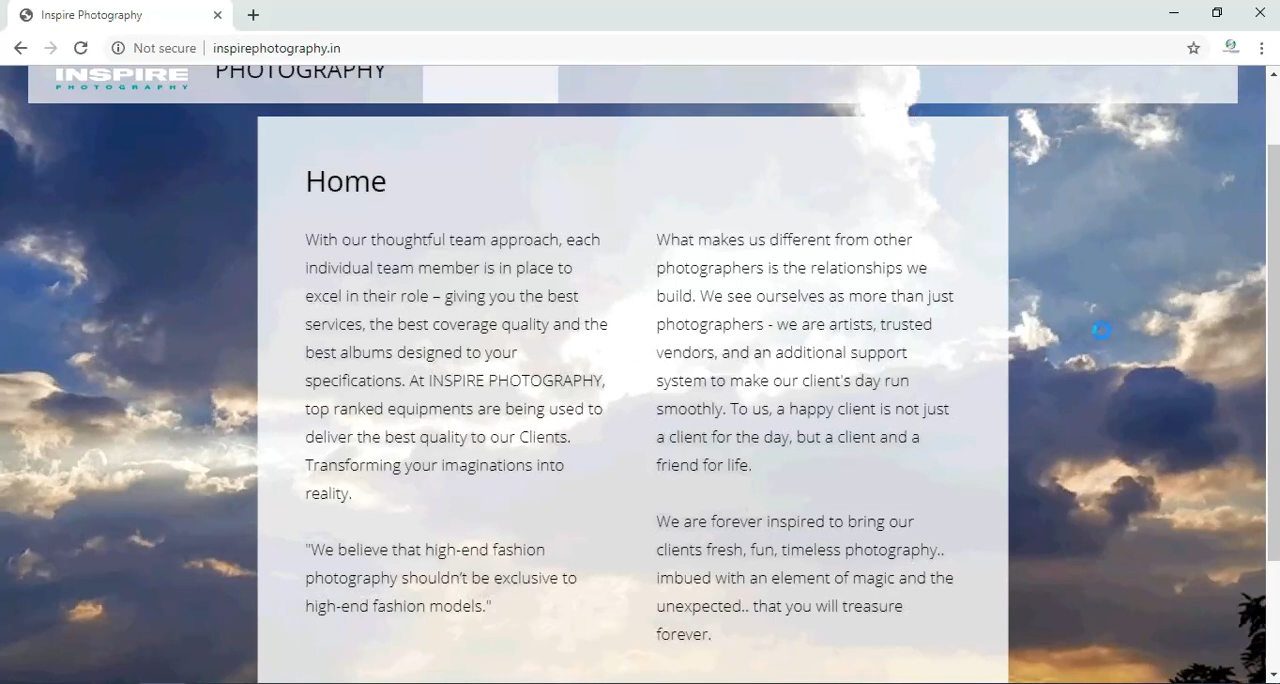 Inspire Photography
Not secure
inspirephotography.in
INSPIRE
PHOTOGRAPHY
PHOTOGRAPHY
Home
With our thoughtful team approach, each
individual team member is in place to
excel in their role – giving you the best
services, the best coverage quality and the
best albums designed to your
specifications. At INSPIRE PHOTOGRAPHY,
top ranked equipments are being used to
deliver the best quality to our Clients.
Transforming your imaginations into
reality.
"We believe that high-end fashion
photography shouldn’t be exclusive to
high-end fashion models."
What makes us different from other
photographers is the relationships we
build. We see ourselves as more than just
photographers - we are artists, trusted
vendors, and an additional support
system to make our client's day run
smoothly. To us, a happy client is not just
a client for the day, but a client and a
friend for life.
We are forever inspired to bring our
clients fresh, fun, timeless photography..
imbued with an element of magic and the
unexpected.. that you will treasure
forever.